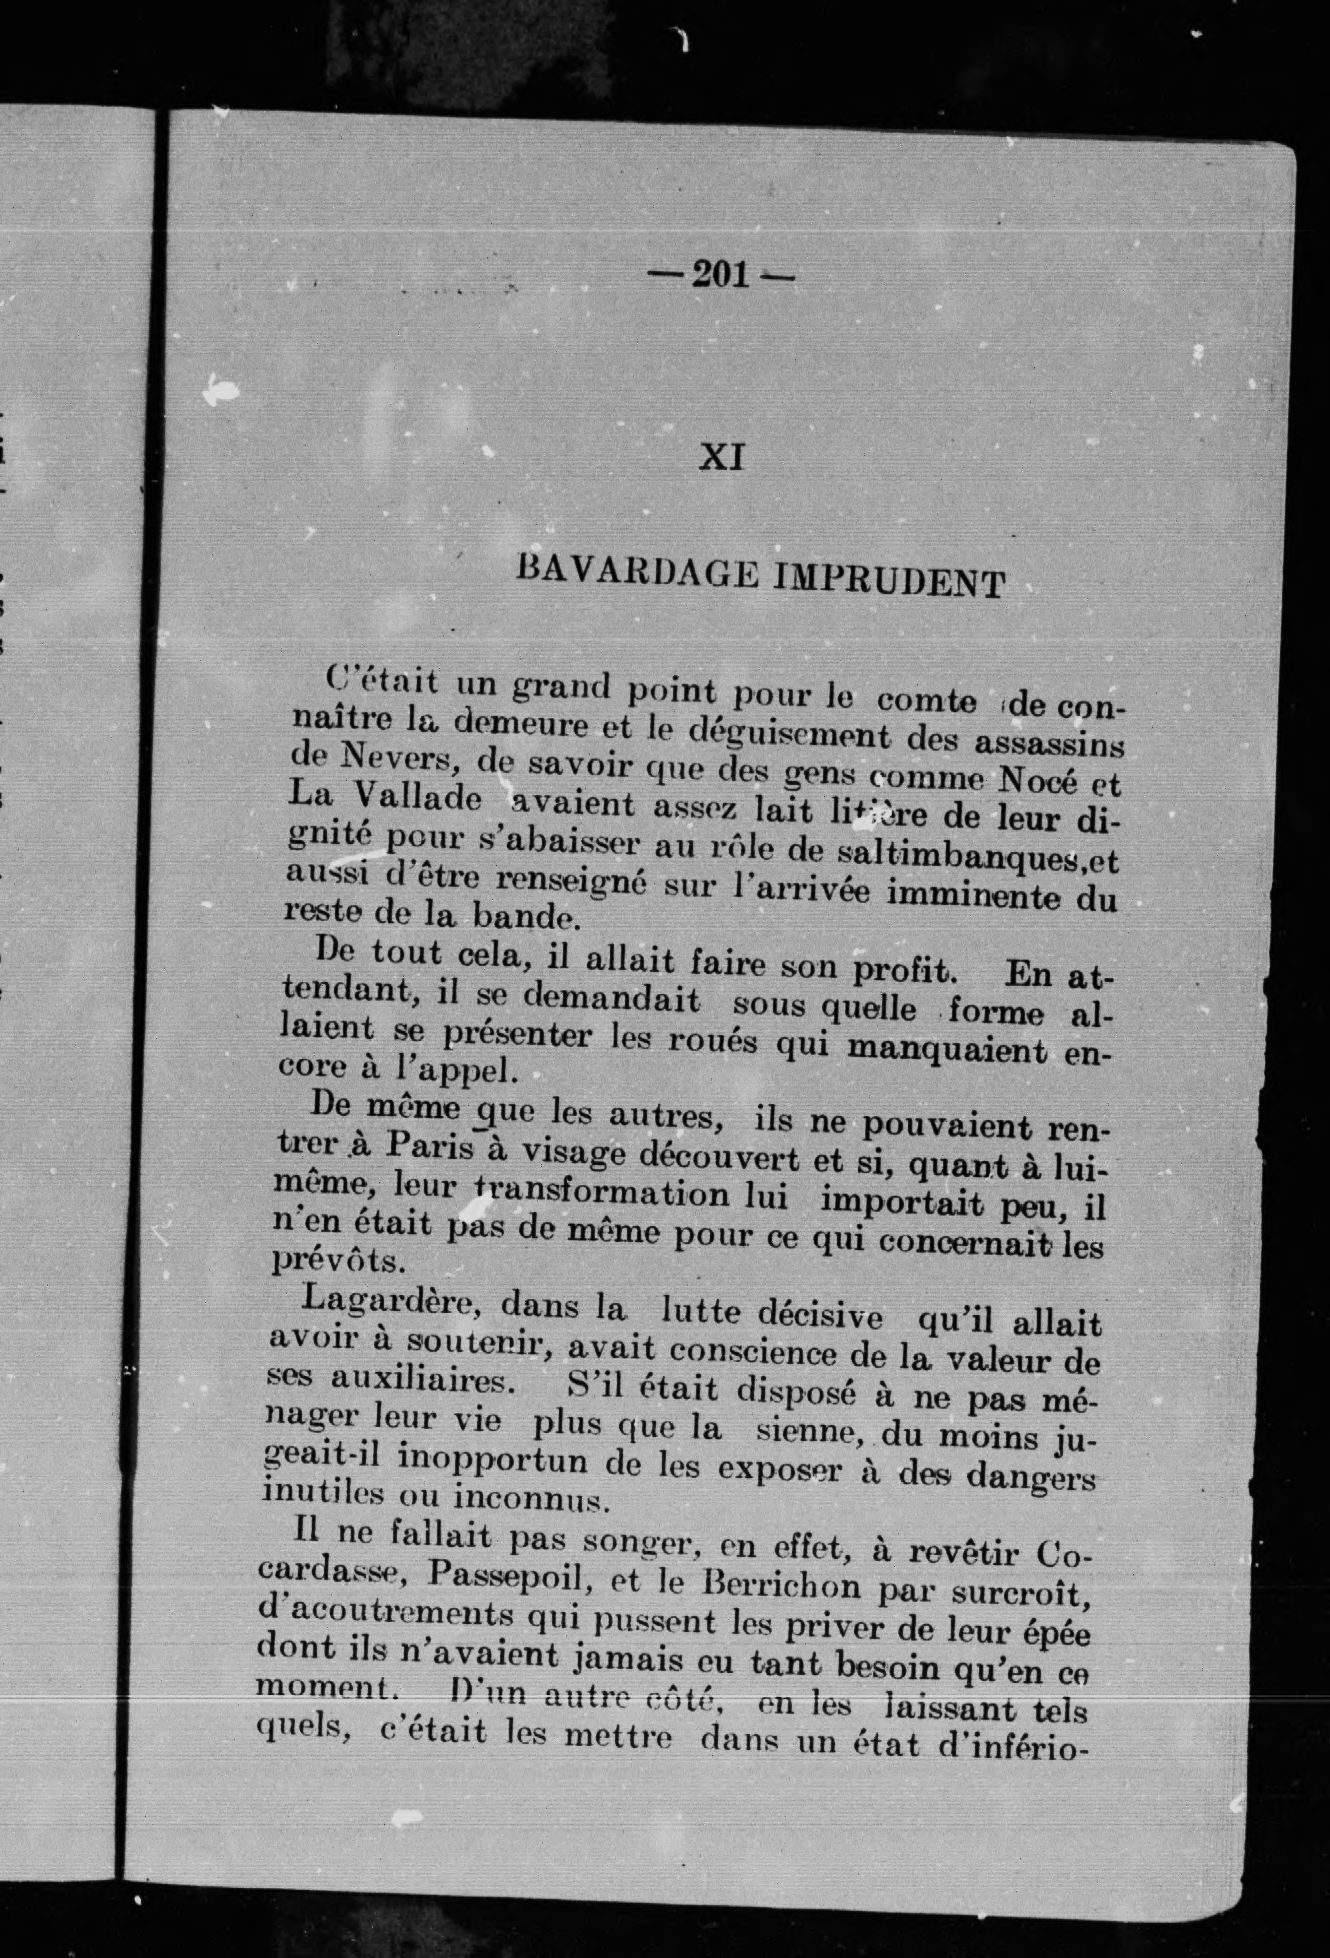 — 201 —
XI
BAVARDAGE IMPRUDENT
C'était un grand point pour le comte de con-
naître la demeure et le déguisement des assassins
de Nevers, de savoir que des gens comme Nocé et
La Vallade avaient assez lait litière de leur di-
gnité pour s'abaisser au rôle de saltimbanques,et
aussi d'être renseigné sur l'arrivée imminente du
reste de la bande.
De tout cela, il allait faire son profit. En at-
tendant, il se demandait sous quelle forme al-
laient se présenter les roués qui manquaient en-
core à l'appel.
De même que les autres, ils ne pouvaient ren-
trer à Paris à visage découvert et si, quant à lui-
même, leur transformation lui importait peu, il
n'en était pas de même pour ce qui concernait les
prévôts.
Lagardère, dans la lutte décisive qu'il allait
avoir à soutenir, avait conscience de la valeur de
ses auxiliaires. S'il était disposé à ne pas mé-
nager leur vie plus que la sienne, du moins ju-
geait-il inopportun de les exposer à des dangers
inutiles ou inconnus.
Il ne fallait pas songer, en effet, à revêtir Co-
cardasse, Passepoil, et le Berrichon par surcroît,
d'acoutrements qui pussent les priver de leur épée
dont ils n'avaient jamais eu tant besoin qu'en ce
moment. D'un autre côté, en les laissant tels
quels, c'était les mettre dans un état d'infério-